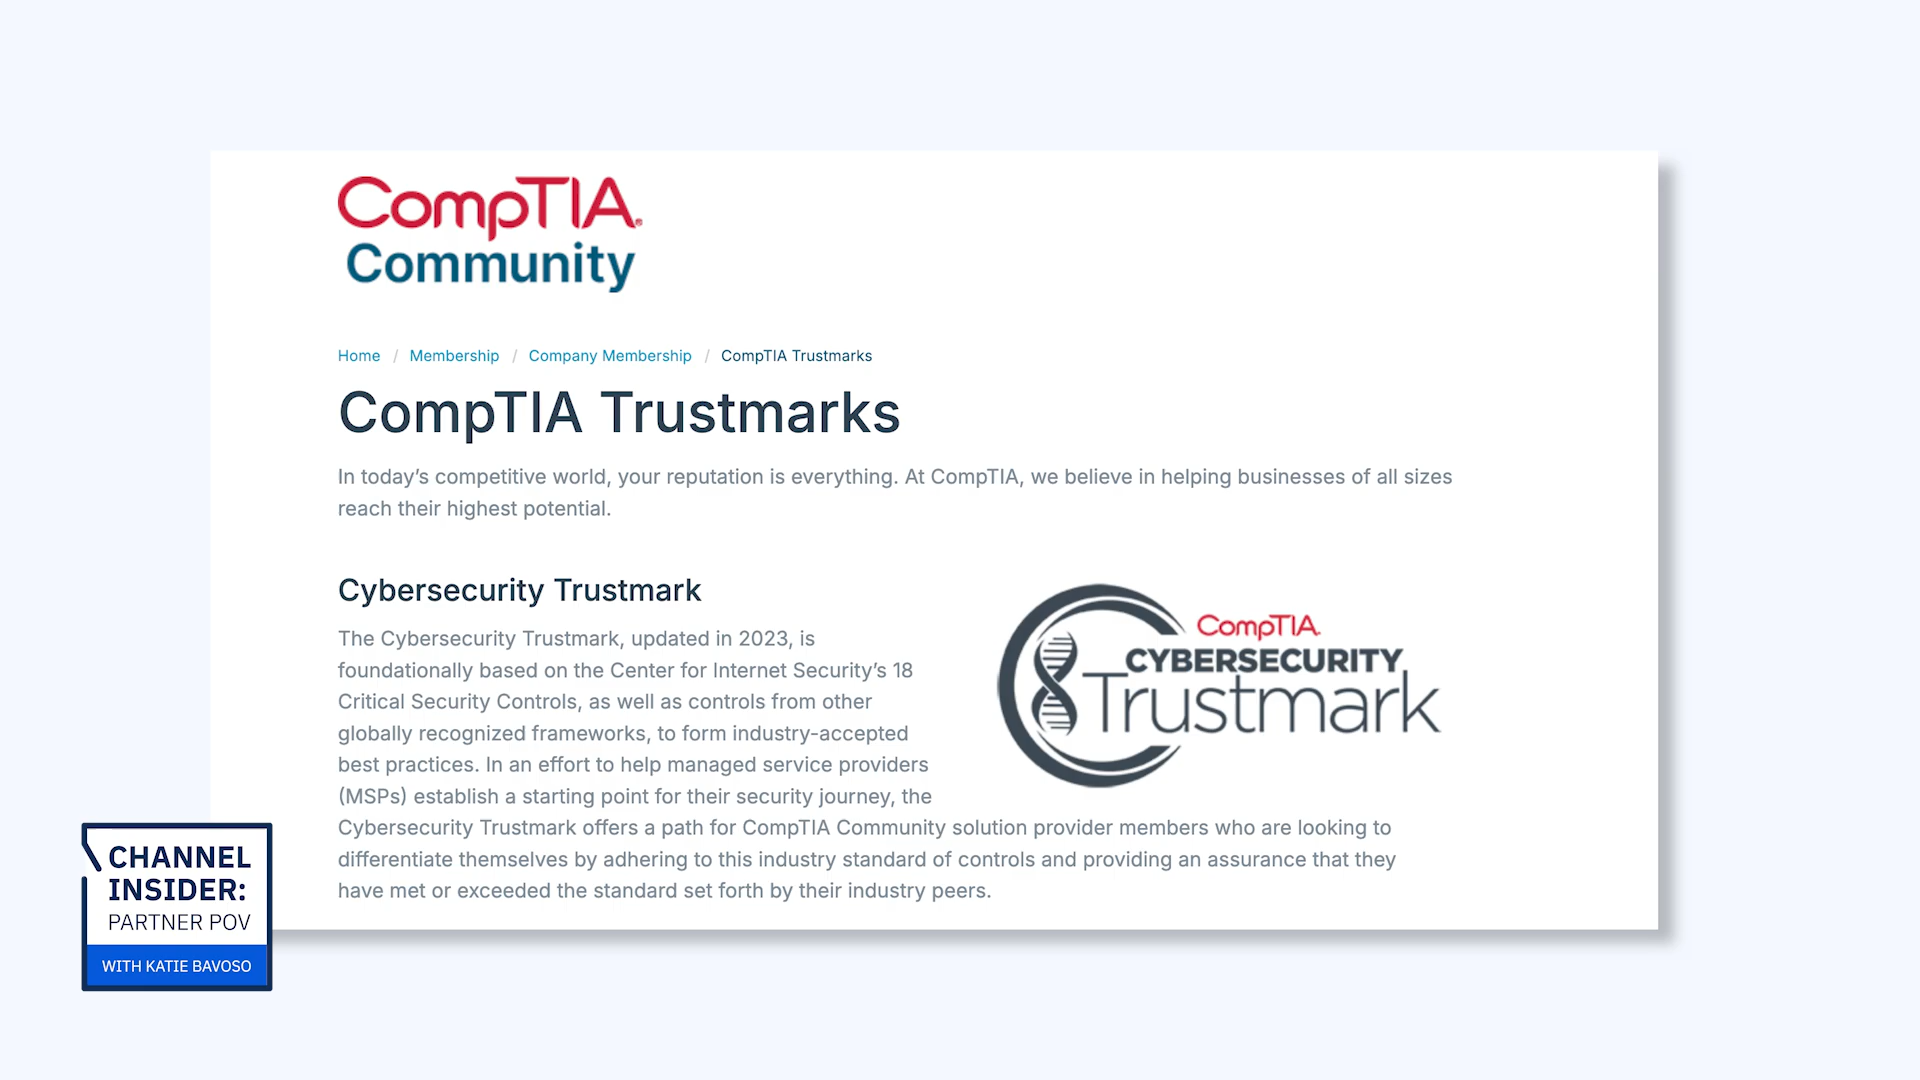 CompTIA.
Community
Home / Membership / Company Membership / CompTIA Trustmarks
CompTIA Trustmarks
In today’s competitive world, your reputation is everything. At CompTIA, we believe in helping businesses of all sizes
reach their highest potential.
Cybersecurity Trustmark
The Cybersecurity Trustmark, updated in 2023, is
foundationally based on the Center for Internet Security’s 18
Critical Security Controls, as well as controls from other
globally recognized frameworks, to form industry-accepted
best practices. In an effort to help managed service providers
(MSPs) establish a starting point for their security journey, the
Cybersecurity Trustmark offers a path for CompTIA Community solution provider members who are looking to
differentiate themselves by adhering to this industry standard of controls and providing an assurance that they
have met or exceeded the standard set forth by their industry peers.
CompTIA.
CYBERSECURITY
Trustmark
CHANNEL
INSIDER:
PARTNER POV
WITH KATIE BAVOSO